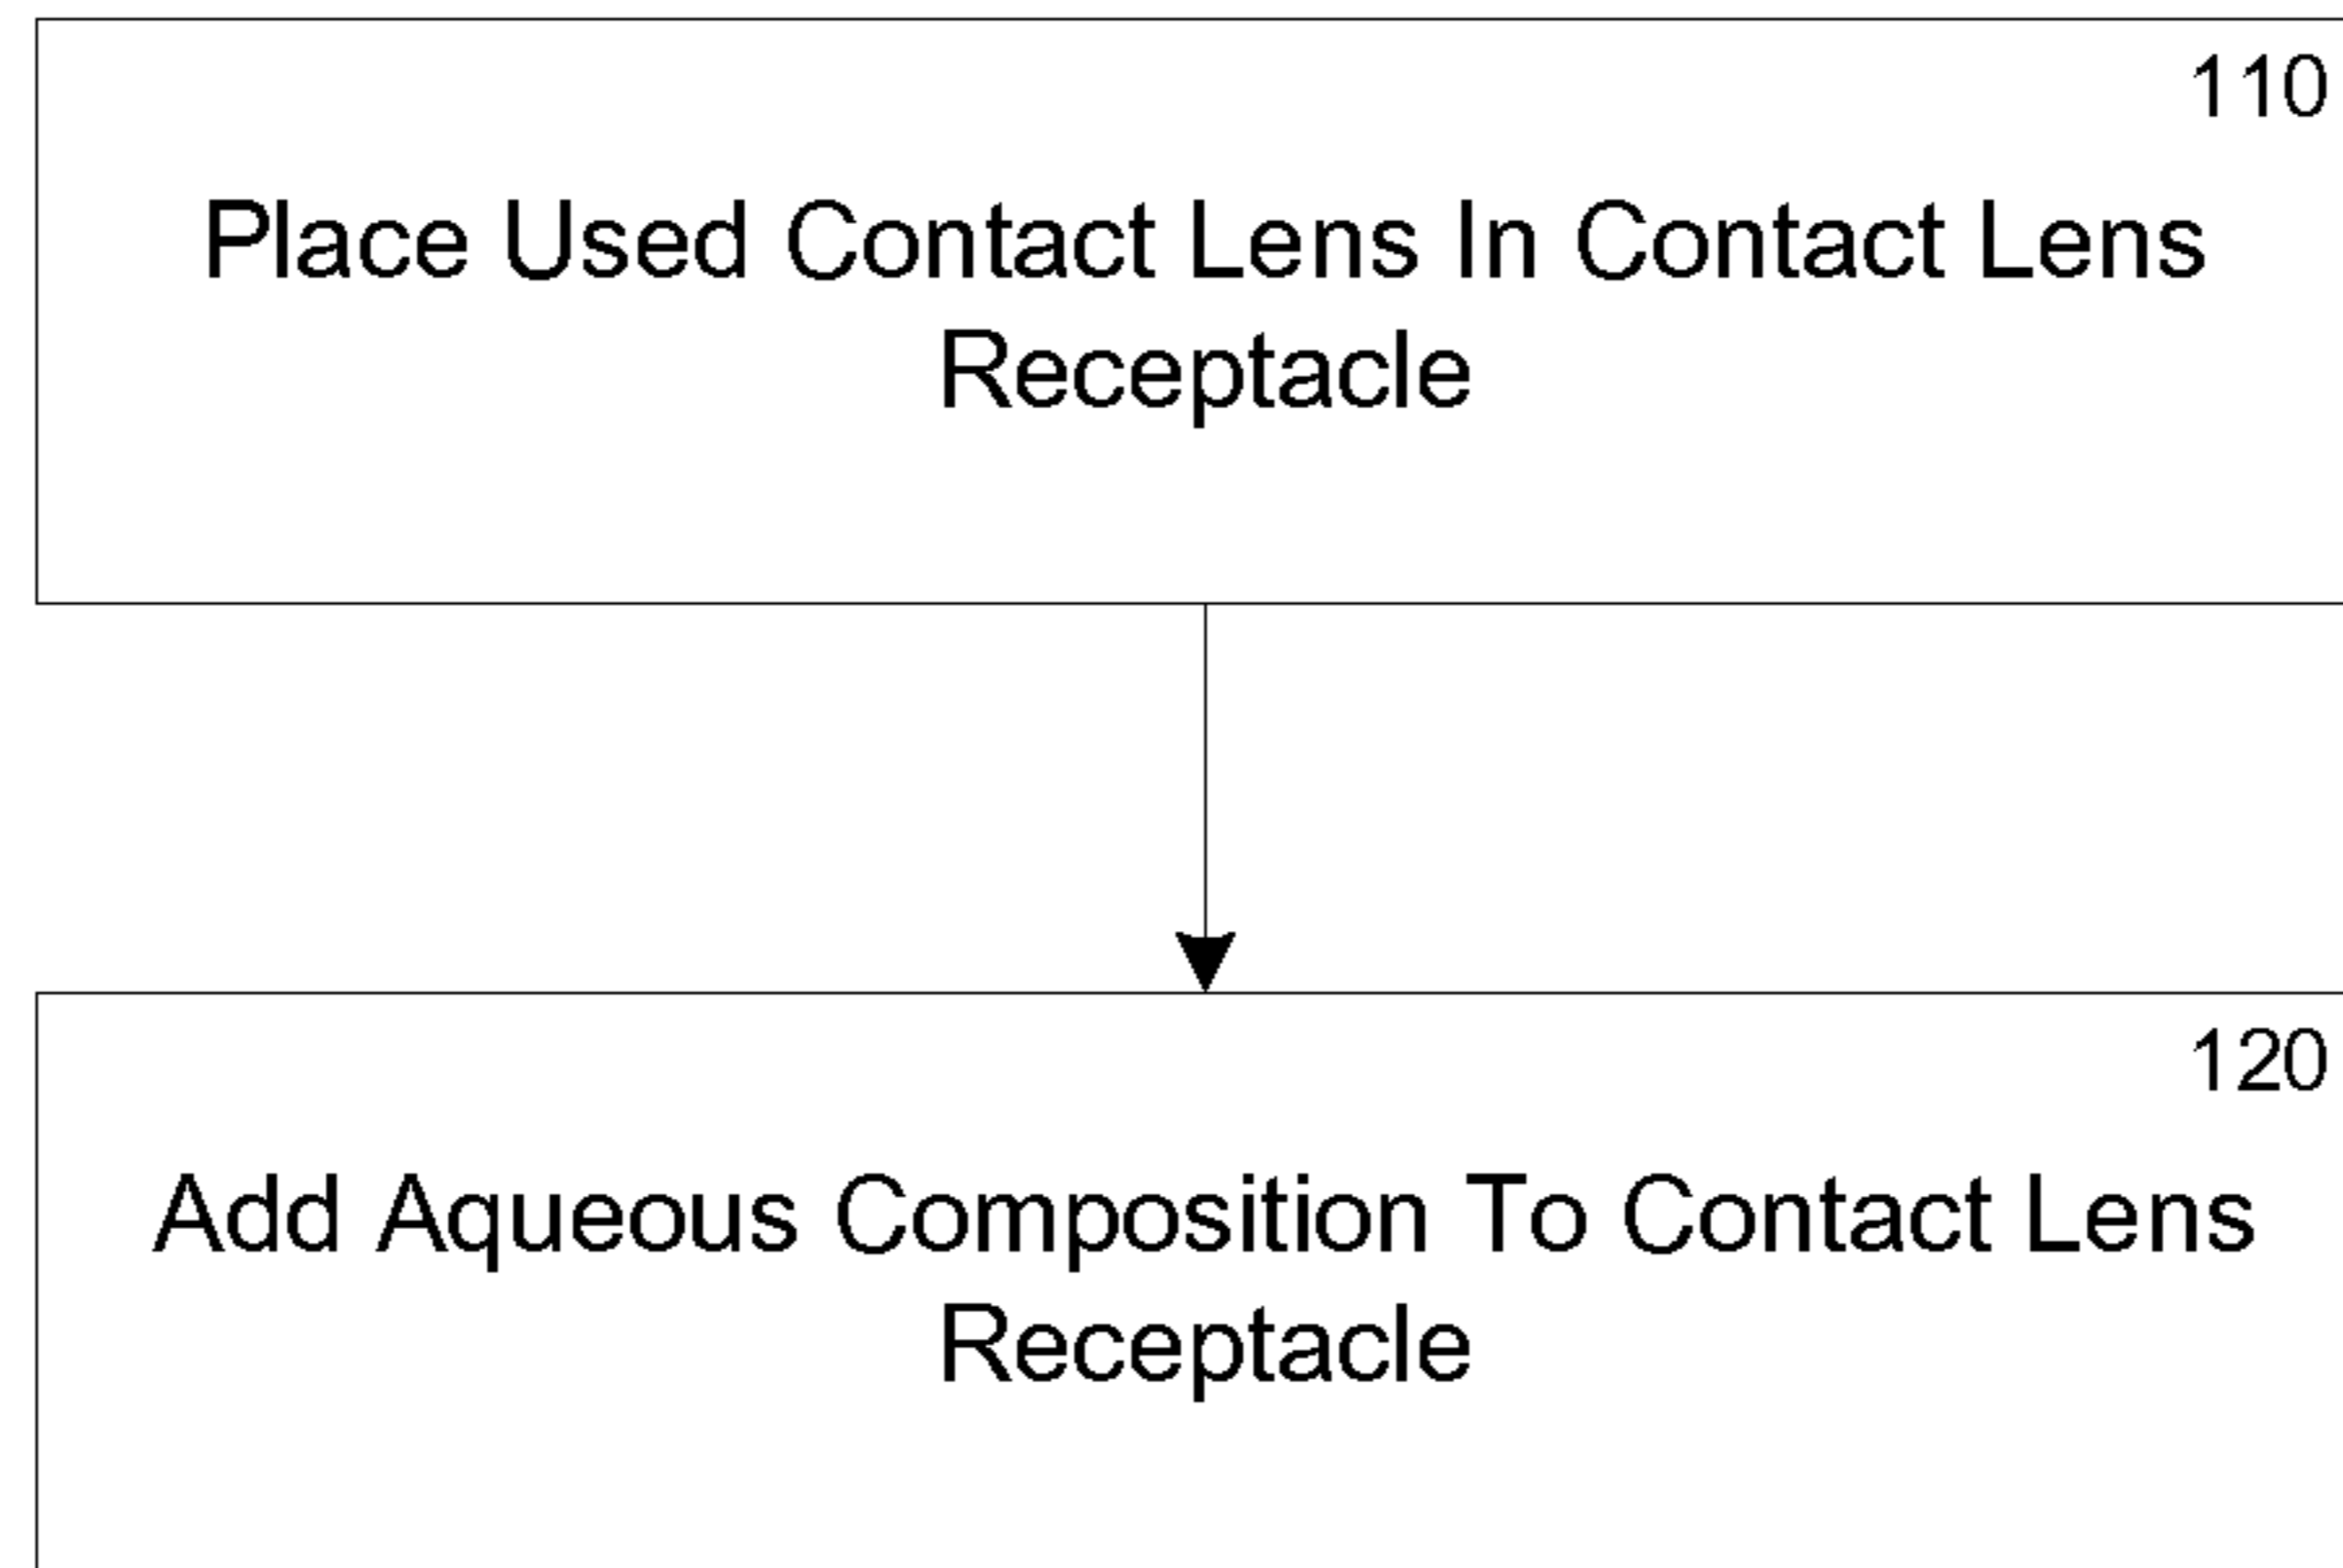 110
Place Used Contact Lens In Contact Lens
Receptacle
120
Add Aqueous Composition To Contact Lens
Receptacle